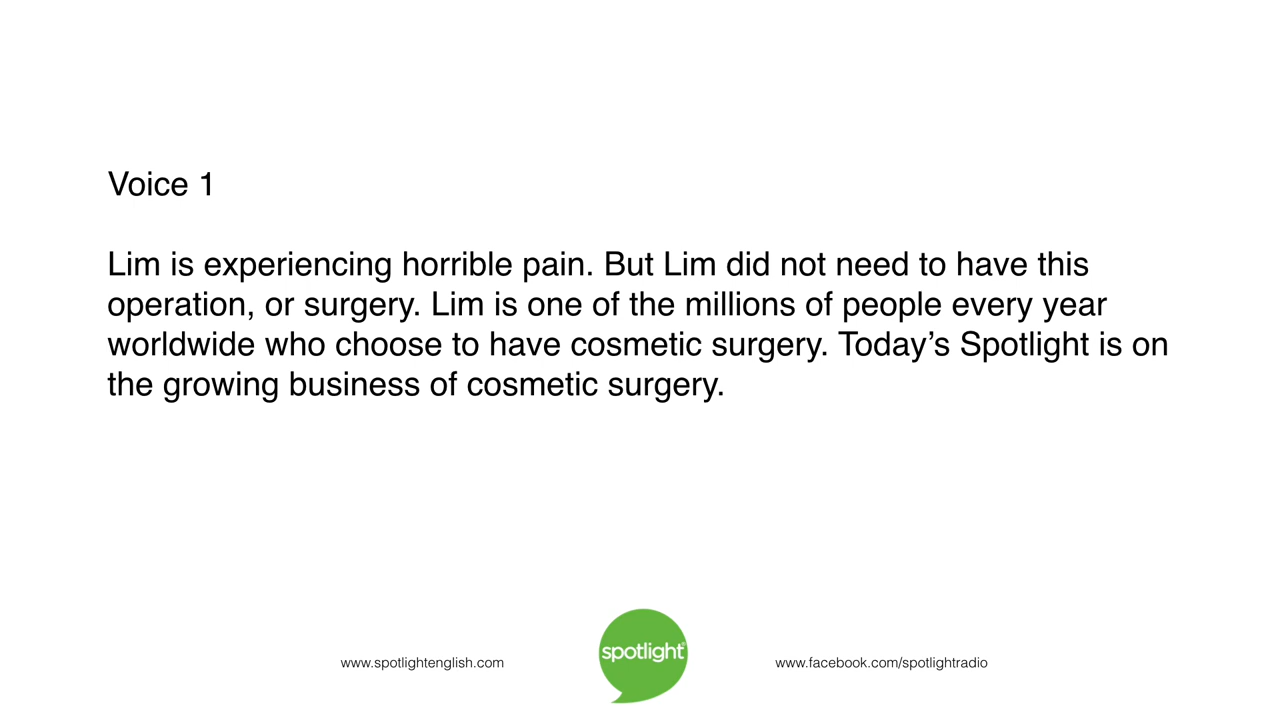 Voice 1
Lim is experiencing horrible pain. But Lim did not need to have this
operation, or surgery. Lim is one of the millions of people every year
worldwide who choose to have cosmetic surgery. Today’s Spotlight is on
the growing business of cosmetic surgery.
www.spotlightenglish.com
spotlight®
www.facebook.com/spotlightradio